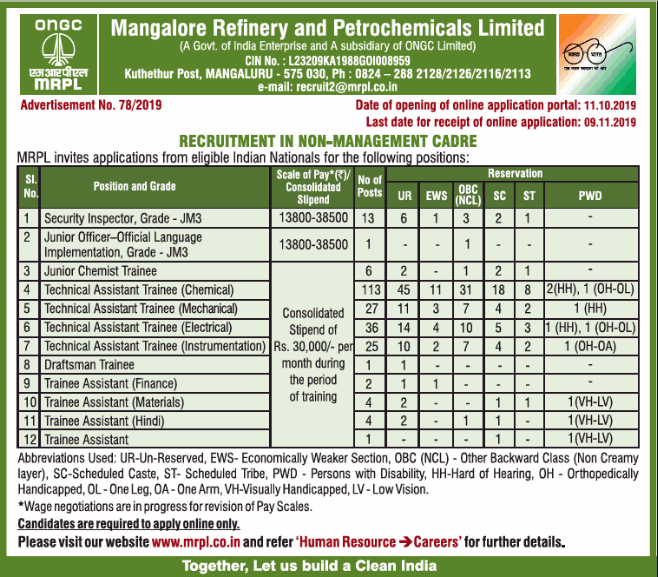 ONGC
एमआरपीएल
MRPL
Mangalore Refinery and Petrochemicals Limited
(A Govt. of India Enterprise and A subsidiary of ONGC Limited)
CIN No. : L23209KA1988GOI008959
Kuthethur Post, MANGALURU - 575 030, Ph : 0824 – 288 2128/2126/2116/2113
e-mail: recruit2@mrpl.co.in
Advertisement No. 78/2019
Date of opening of online application portal: 11.10.2019
Last date for receipt of online application: 09.11.2019
RECRUITMENT IN NON-MANAGEMENT CADRE
MRPL invites applications from eligible Indian Nationals for the following positions:
Sl. No. Position and Grade Scale of Pay*(₹)/ Consolidated Stipend No of Posts Reservation
UR EWS OBC (NCL) SC ST PWD
1 Security Inspector, Grade - JM3 13800-38500 13 6 1 3 2 1 -
2 Junior Officer–Official Language Implementation, Grade - JM3 13800-38500 1 - - 1 - - -
3 Junior Chemist Trainee 6 2 - 1 2 1 -
4 Technical Assistant Trainee (Chemical) 113 45 11 31 18 8 2(HH), 1 (OH-OL)
5 Technical Assistant Trainee (Mechanical) 27 11 3 7 4 2 1 (HH)
6 Technical Assistant Trainee (Electrical) 36 14 4 10 5 3 1 (HH), 1 (OH-OL)
7 Technical Assistant Trainee (Instrumentation) 25 10 2 7 4 2 1 (OH-OA)
8 Draftsman Trainee 1 1 - - - - -
9 Trainee Assistant (Finance) 2 1 1 - - - -
10 Trainee Assistant (Materials) 4 2 - - 1 1 1(VH-LV)
11 Trainee Assistant (Hindi) 4 2 - 1 1 - 1(VH-LV)
12 Trainee Assistant 1 - - - 1 - 1(VH-LV)
Consolidated
Stipend of
Rs. 30,000/- per
month during
the period
of training
Abbreviations Used: UR-Un-Reserved, EWS- Economically Weaker Section, OBC (NCL) - Other Backward Class (Non Creamy
layer), SC-Scheduled Caste, ST- Scheduled Tribe, PWD - Persons with Disability, HH-Hard of Hearing, OH - Orthopedically
Handicapped, OL - One Leg, OA - One Arm, VH-Visually Handicapped, LV - Low Vision.
*Wage negotiations are in progress for revision of Pay Scales.
Candidates are required to apply online only.
Please visit our website www.mrpl.co.in and refer ‘Human Resource ➔ Careers’ for further details.
Together, Let us build a Clean India